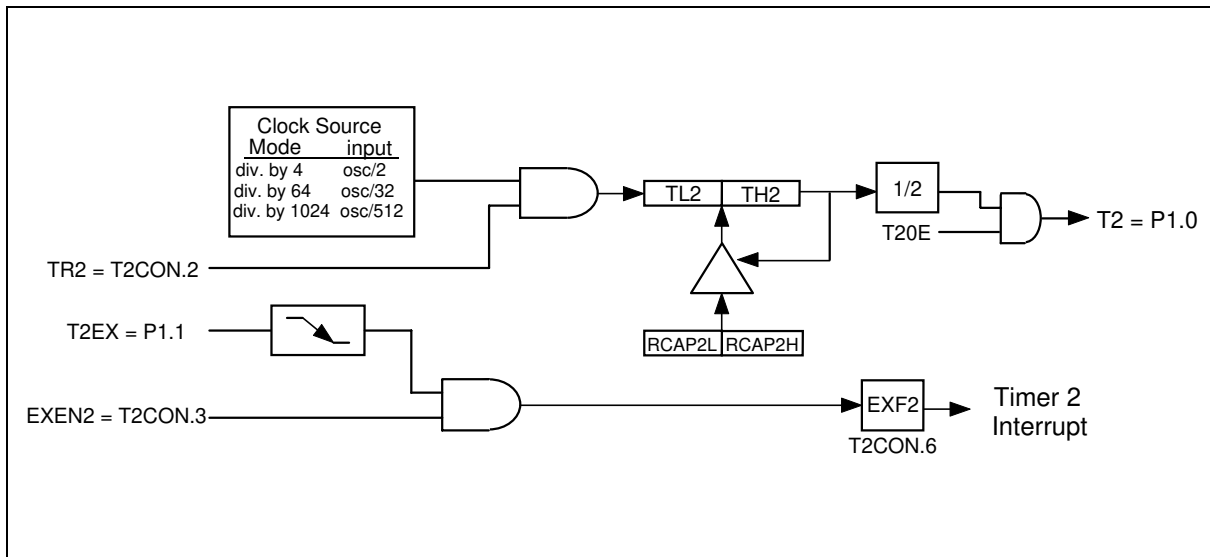 Clock Source
Mode input
div. by 4 osc/2
div. by 64 osc/32
div. by 1024 osc/512
TL2 TH2
1/2
T20E
T2 = P1.0
TR2 = T2CON.2
T2EX = P1.1
RCAP2L RCAP2H
EXEN2 = T2CON.3
EXF2
T2CON.6
Timer 2
Interrupt